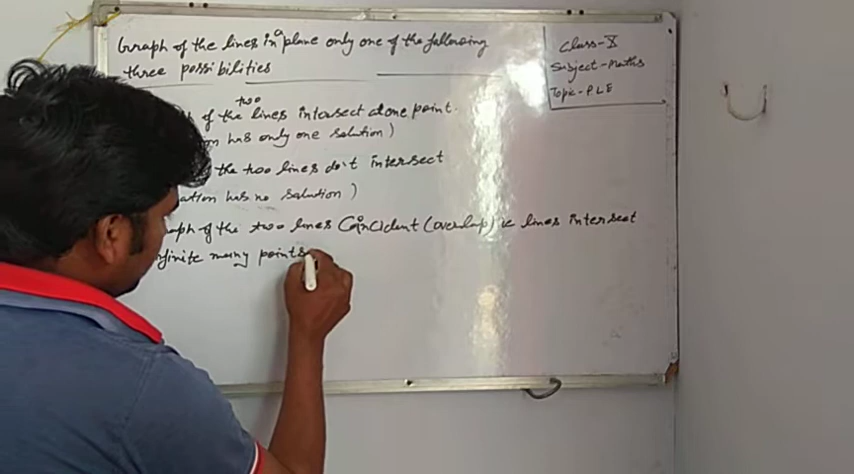 Graph of the lines in a plane only one of the following
three possibilities
of the two lines intersect at one point.
has only one solution)
the two lines do't intersect
has no solution)
of the two lines Coincident (overlap) ie lines interset
many points
Class-X
Subject-Maths
Topic-P.L.E